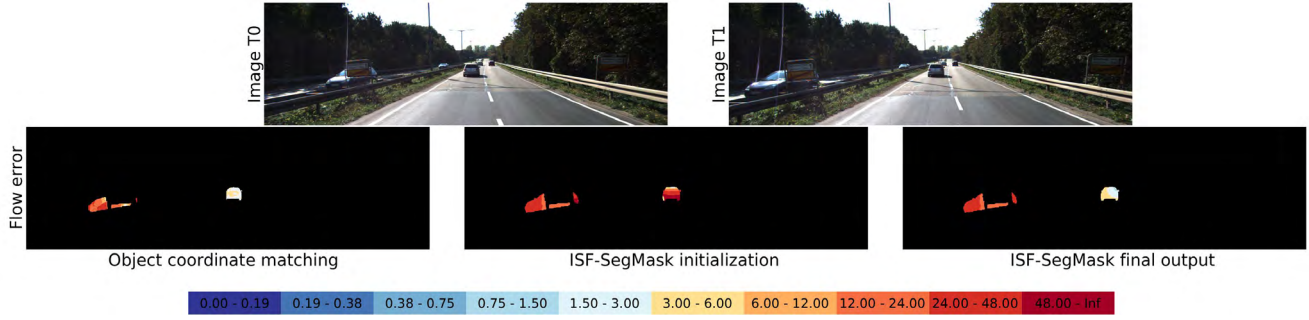 Image T0
Image T1
Flow error
Object coordinate matching
ISF-SegMask initialization
ISF-SegMask final output
0.00 - 0.19 0.19 - 0.38 0.38 - 0.75 0.75 - 1.50 1.50 - 3.00 3.00 - 6.00 6.00 - 12.00 12.00 - 24.00 24.00 - 48.00 48.00 - Inf